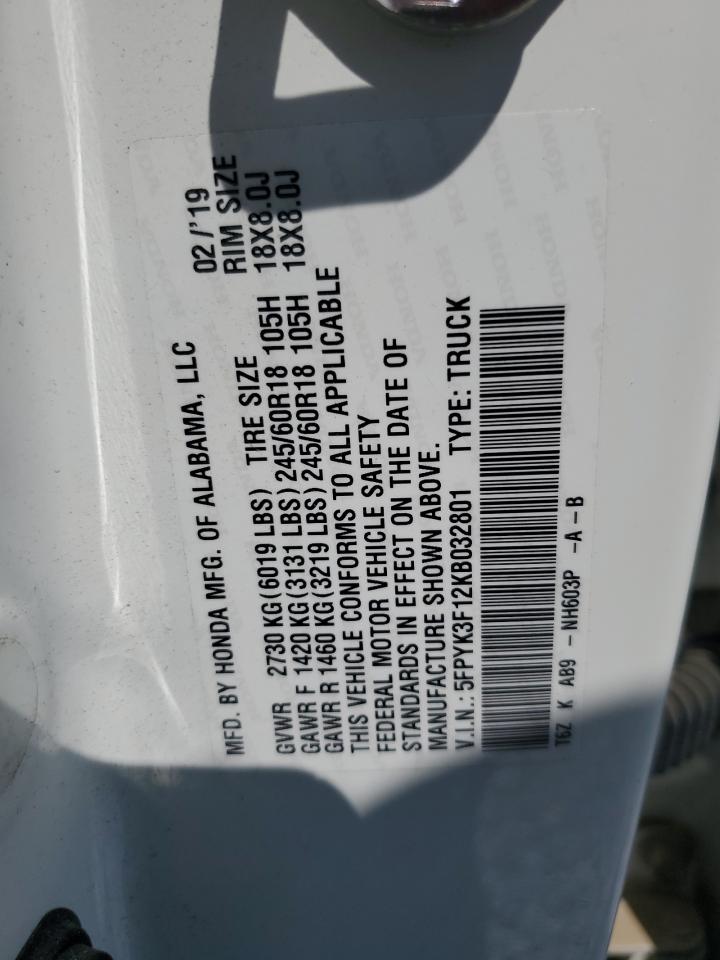 MFD. BY HONDA MFG. OF ALABAMA, LLC 02/'19
GVWR 2730 KG(6019 LBS) TIRE SIZE RIM SIZE
GAWR F 1420 KG(3131 LBS) 245/60R18 105H 18X8.0J
GAWR R 1460 KG(3219 LBS) 245/60R18 105H 18X8.0J
THIS VEHICLE CONFORMS TO ALL APPLICABLE
FEDERAL MOTOR VEHICLE SAFETY
STANDARDS IN EFFECT ON THE DATE OF
MANUFACTURE SHOWN ABOVE.
V.I.N.: 5FPYK3F12KB032801 TYPE: TRUCK
T6Z K AB9 - NH603P -A-B